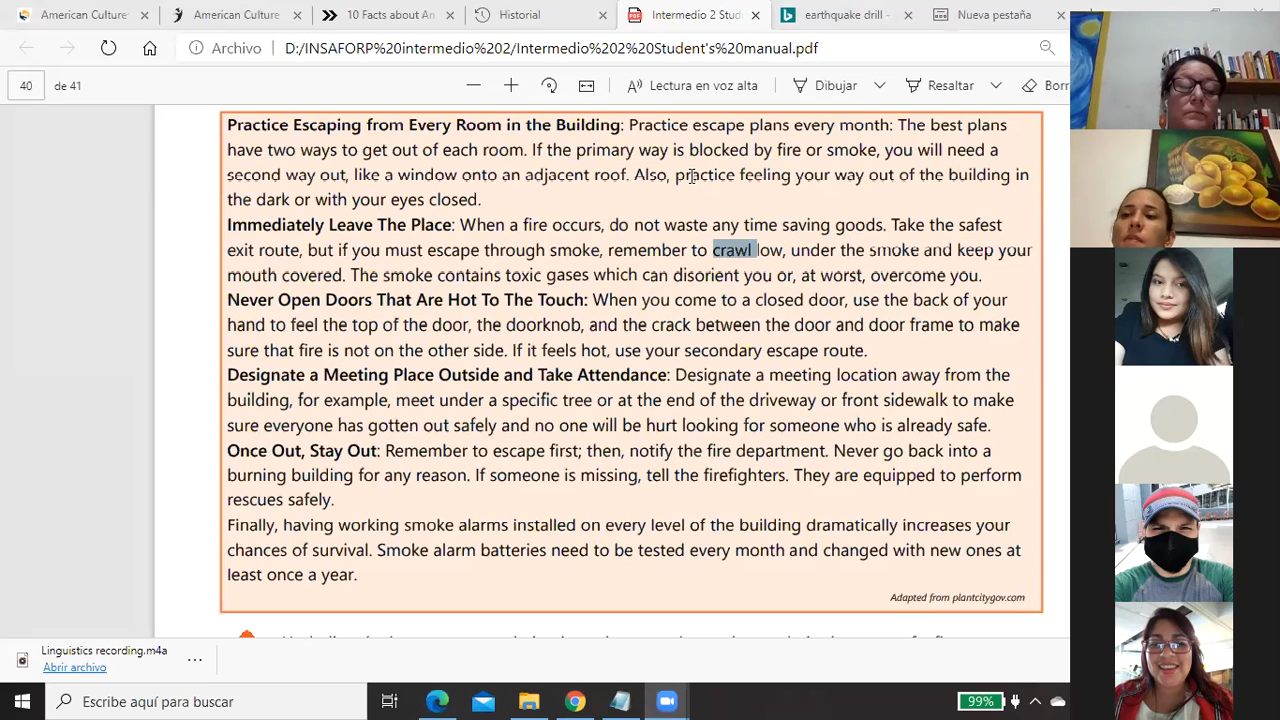 American Culture
American Culture
10 Facts about An
Historial
Intermedio 2 Stud
earthquake drill -
Nueva pestaña
Archivo
D:/INSAFORP%20intermedio%202/Intermedio%202%20Student's%20manual.pdf
40 de 41
Lectura en voz alta
Dibujar
Resaltar
Borr
Practice Escaping from Every Room in the Building: Practice escape plans every month: The best plans
have two ways to get out of each room. If the primary way is blocked by fire or smoke, you will need a
second way out, like a window onto an adjacent roof. Also, practice feeling your way out of the building in
the dark or with your eyes closed.
Immediately Leave The Place: When a fire occurs, do not waste any time saving goods. Take the safest
exit route, but if you must escape through smoke, remember to crawl low, under the smoke and keep your
mouth covered. The smoke contains toxic gases which can disorient you or, at worst, overcome you.
Never Open Doors That Are Hot To The Touch: When you come to a closed door, use the back of your
hand to feel the top of the door, the doorknob, and the crack between the door and door frame to make
sure that fire is not on the other side. If it feels hot, use your secondary escape route.
Designate a Meeting Place Outside and Take Attendance: Designate a meeting location away from the
building, for example, meet under a specific tree or at the end of the driveway or front sidewalk to make
sure everyone has gotten out safely and no one will be hurt looking for someone who is already safe.
Once Out, Stay Out: Remember to escape first; then, notify the fire department. Never go back into a
burning building for any reason. If someone is missing, tell the firefighters. They are equipped to perform
rescues safely.
Finally, having working smoke alarms installed on every level of the building dramatically increases your
chances of survival. Smoke alarm batteries need to be tested every month and changed with new ones at
least once a year.
Adapted from plantcitygov.com
Linguistics recording.m4a
Abrir archivo
Escribe aquí para buscar
99%